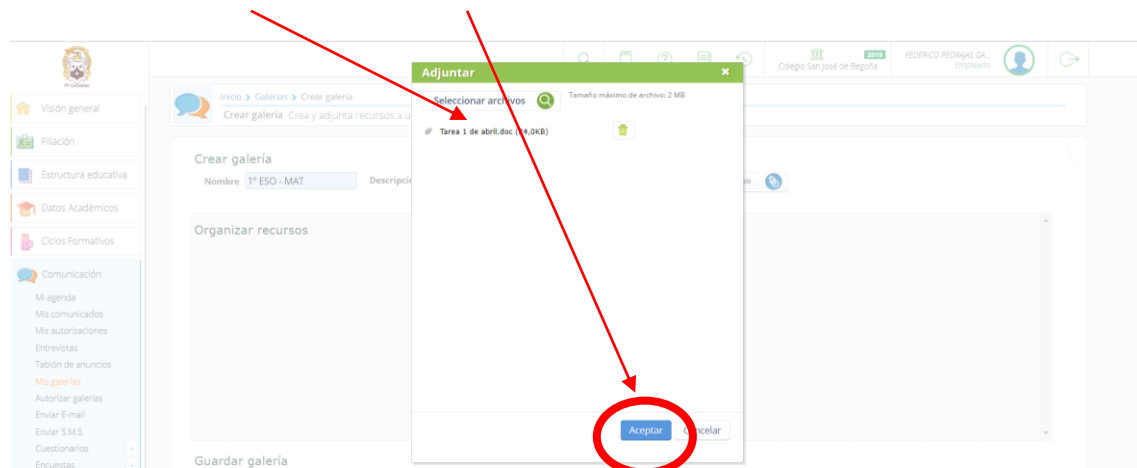 2019
Colegio San José de Begoña
FEDERICO PEDRAJAS GA...
Empleado
Adjuntar
Seleccionar archivos
Tamaño máximo de archivo: 2 MB
Tarea 1 de abril.doc (
4,0KB)
Aceptar
Cancelar
Inicio > Galerías > Crear galería
Crear galería Crea y adjunta recursos a u
Crear galería
Nombre 1º ESO - MAT
Descripció
Organizar recursos
Guardar galería
Visión general
Filiación
Estructura educativa
Datos Académicos
Ciclos Formativos
Comunicación
Mi agenda
Mis comunicados
Mis autorizaciones
Entrevistas
Tablón de anuncios
Mis galerías
Autorizar galerías
Enviar E-mail
Enviar S.M.S.
Cuestionarios
Encuestas